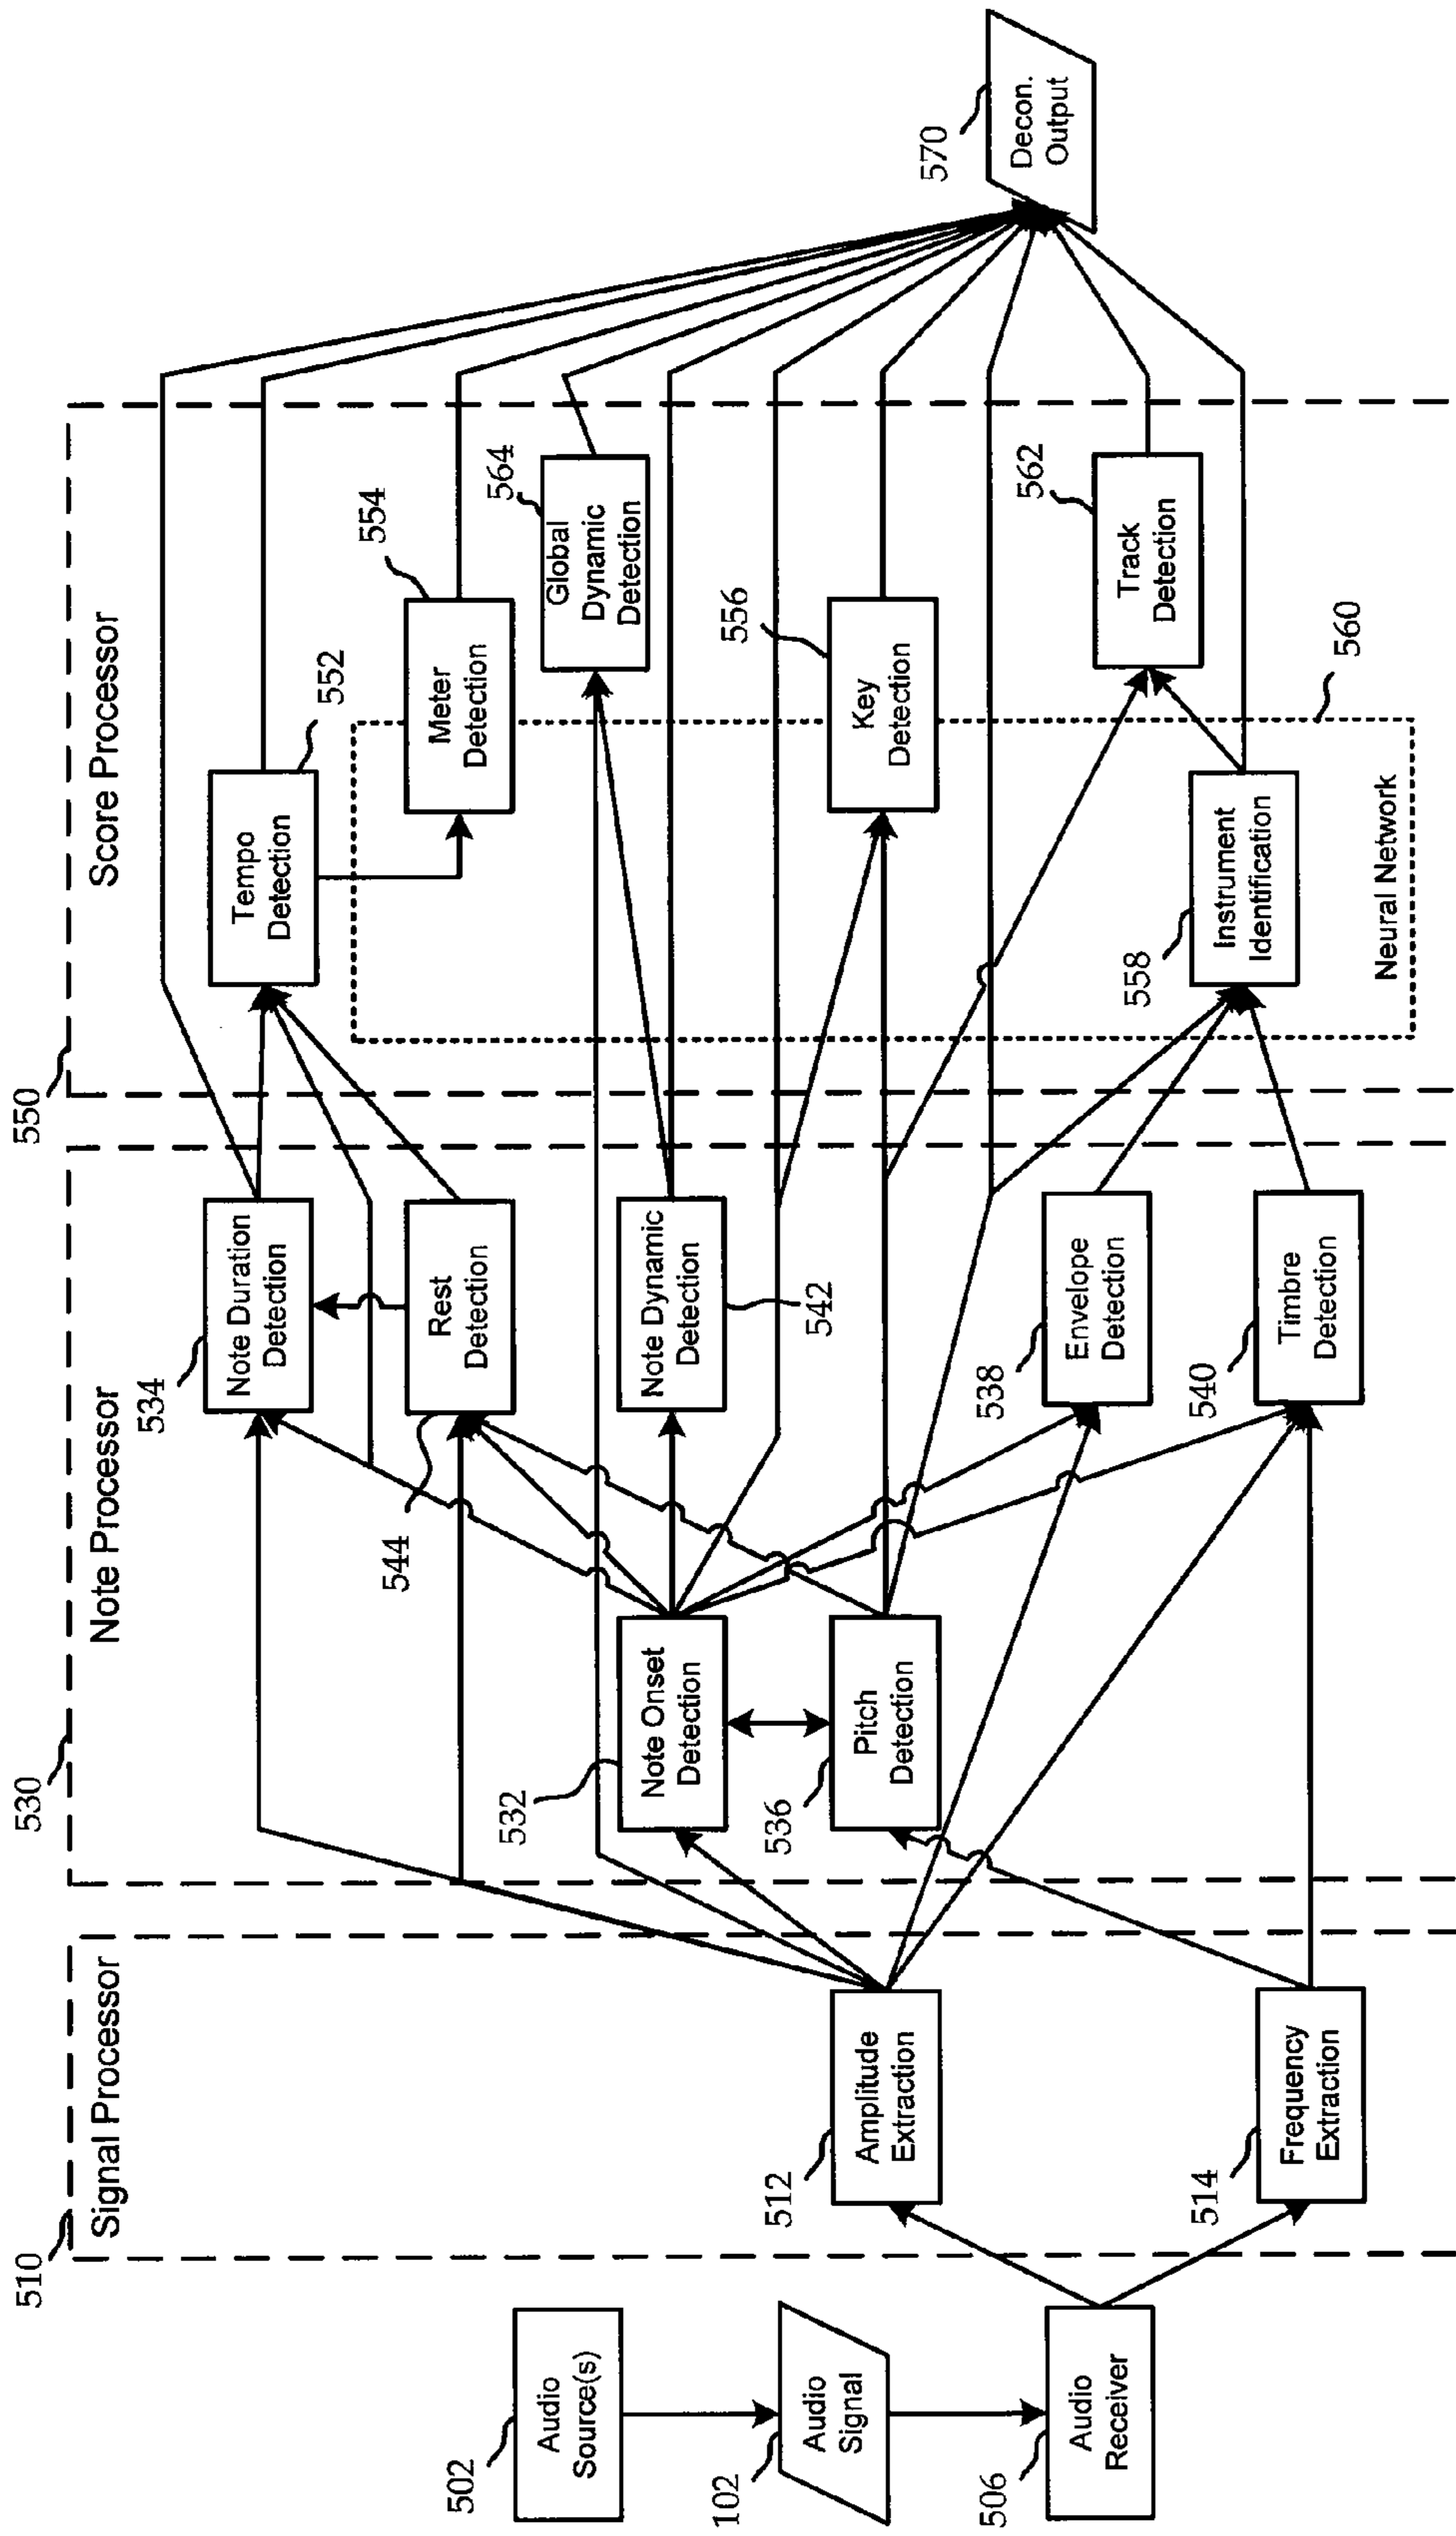 510
Signal Processor
530
Note Processor
550
Score Processor
502
Audio
Source(s)
102
Audio
Signal
506
Audio
Receiver
512
Amplitude
Extraction
514
Frequency
Extraction
532
Note Onset
Detection
536
Pitch
Detection
534
Note Duration
Detection
544
Rest
Detection
Note Dynamic
Detection
542
538
Envelope
Detection
540
Timbre
Detection
Tempo
Detection
552
Meter
Detection
554
Global
Dynamic
Detection
564
Key
Detection
556
Track
Detection
562
558
Instrument
Identification
Neural Network
560
570
Decon.
Output